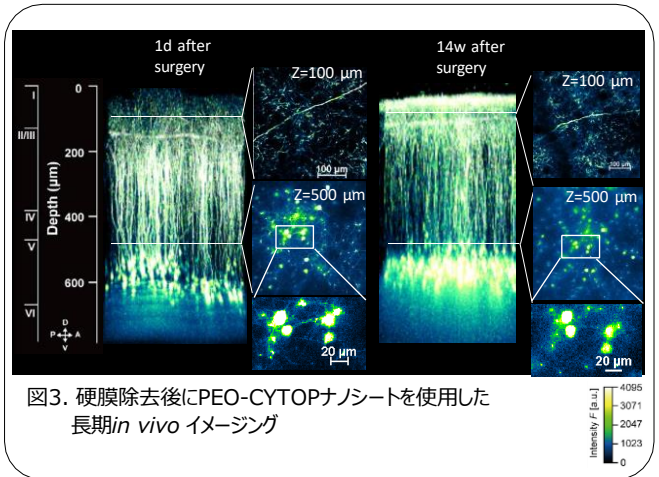 1d after
surgery
14w after
surgery
Z=100 µm
Z=100 µm
100 µm
100 µm
Z=500 µm
Z=500 µm
20 µm
20 µm
I
II/III
IV
V
VI
Depth (µm)
0
200
400
600
D
P
A
V
図3. 硬膜除去後にPEO-CYTOPナノシートを使用した
長期in vivo イメージング
Intensity F [a.u.]
4095
3071
2047
1023
0